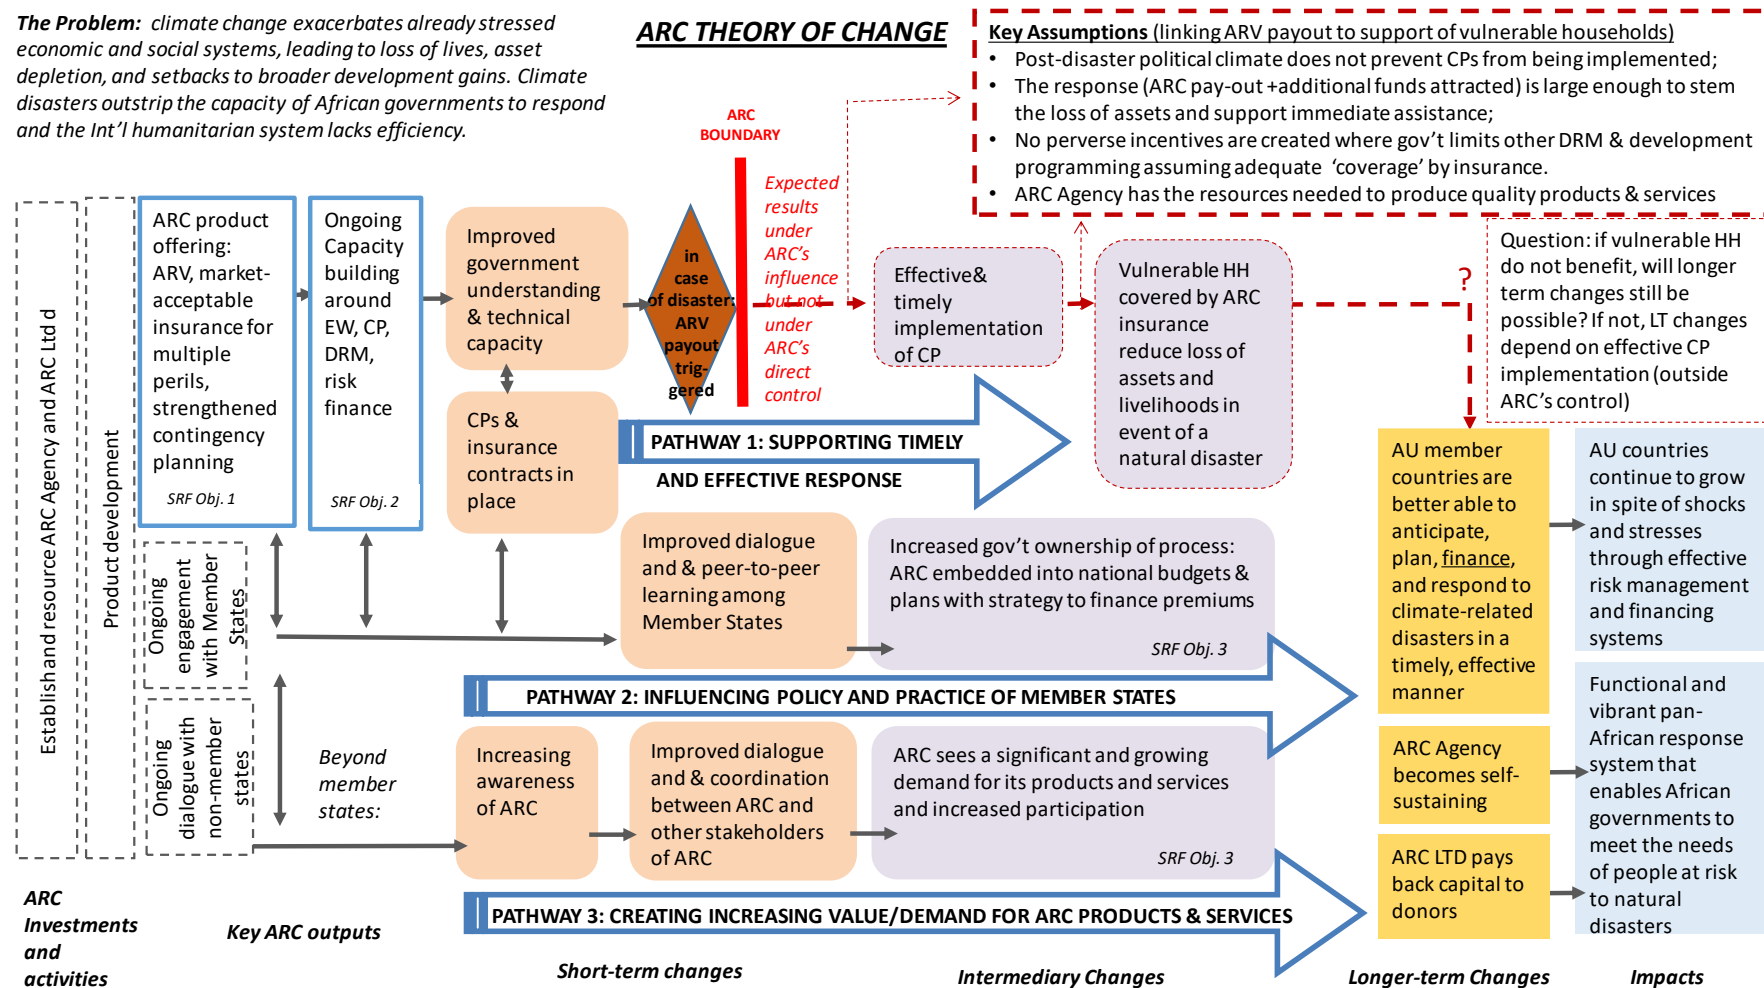 The Problem: climate change exacerbates already stressed
economic and social systems, leading to loss of lives, asset
depletion, and setbacks to broader development gains. Climate
disasters outstrip the capacity of African governments to respond
and the Int'l humanitarian system lacks efficiency.
ARC THEORY OF CHANGE
Key Assumptions (linking ARV payout to support of vulnerable households)
• Post-disaster political climate does not prevent CPs from being implemented;
• The response (ARC pay-out +additional funds attracted) is large enough to stem
the loss of assets and support immediate assistance;
• No perverse incentives are created where gov't limits other DRM & development
programming assuming adequate 'coverage' by insurance.
• ARC Agency has the resources needed to produce quality products & services
Establish and resource ARC Agency and ARC Ltd d
Product development
ARC product
offering:
ARV, market-
acceptable
insurance for
multiple
perils,
strengthened
contingency
planning
SRF Obj. 1
Ongoing
Capacity
building
around
EW, CP,
DRM,
risk
finance
SRF Obj. 2
Improved
government
understanding
& technical
capacity
CPs &
insurance
contracts in
place
in
case
of disaster:
ARV
payout
trig-
gered
ARC
BOUNDARY
Expected
results
under
ARC's
influence
but not
under
ARC's
direct
control
Effective&
timely
implementation
of CP
Vulnerable HH
covered by ARC
insurance
reduce loss of
assets and
livelihoods in
event of a
natural disaster
?
Question: if vulnerable HH
do not benefit, will longer
term changes still be
possible? If not, LT changes
depend on effective CP
implementation (outside
ARC's control)
PATHWAY 1: SUPPORTING TIMELY
AND EFFECTIVE RESPONSE
Ongoing
engagement
with Member
States
Improved dialogue
and & peer-to-peer
learning among
Member States
Increased gov't ownership of process:
ARC embedded into national budgets &
plans with strategy to finance premiums
SRF Obj. 3
PATHWAY 2: INFLUENCING POLICY AND PRACTICE OF MEMBER STATES
Ongoing
dialogue with
non-member
states
Beyond
member
states:
Increasing
awareness
of ARC
Improved dialogue
and & coordination
between ARC and
other stakeholders
of ARC
ARC sees a significant and growing
demand for its products and services
and increased participation
SRF Obj. 3
PATHWAY 3: CREATING INCREASING VALUE/DEMAND FOR ARC PRODUCTS & SERVICES
AU member
countries are
better able to
anticipate,
plan, finance,
and respond to
climate-related
disasters in a
timely, effective
manner
ARC Agency
becomes self-
sustaining
ARC LTD pays
back capital to
donors
AU countries
continue to grow
in spite of shocks
and stresses
through effective
risk management
and financing
systems
Functional and
vibrant pan-
African response
system that
enables African
governments to
meet the needs
of people at risk
to natural
disasters
ARC
Investments
and
activities
Key ARC outputs
Short-term changes
Intermediary Changes
Longer-term Changes
Impacts